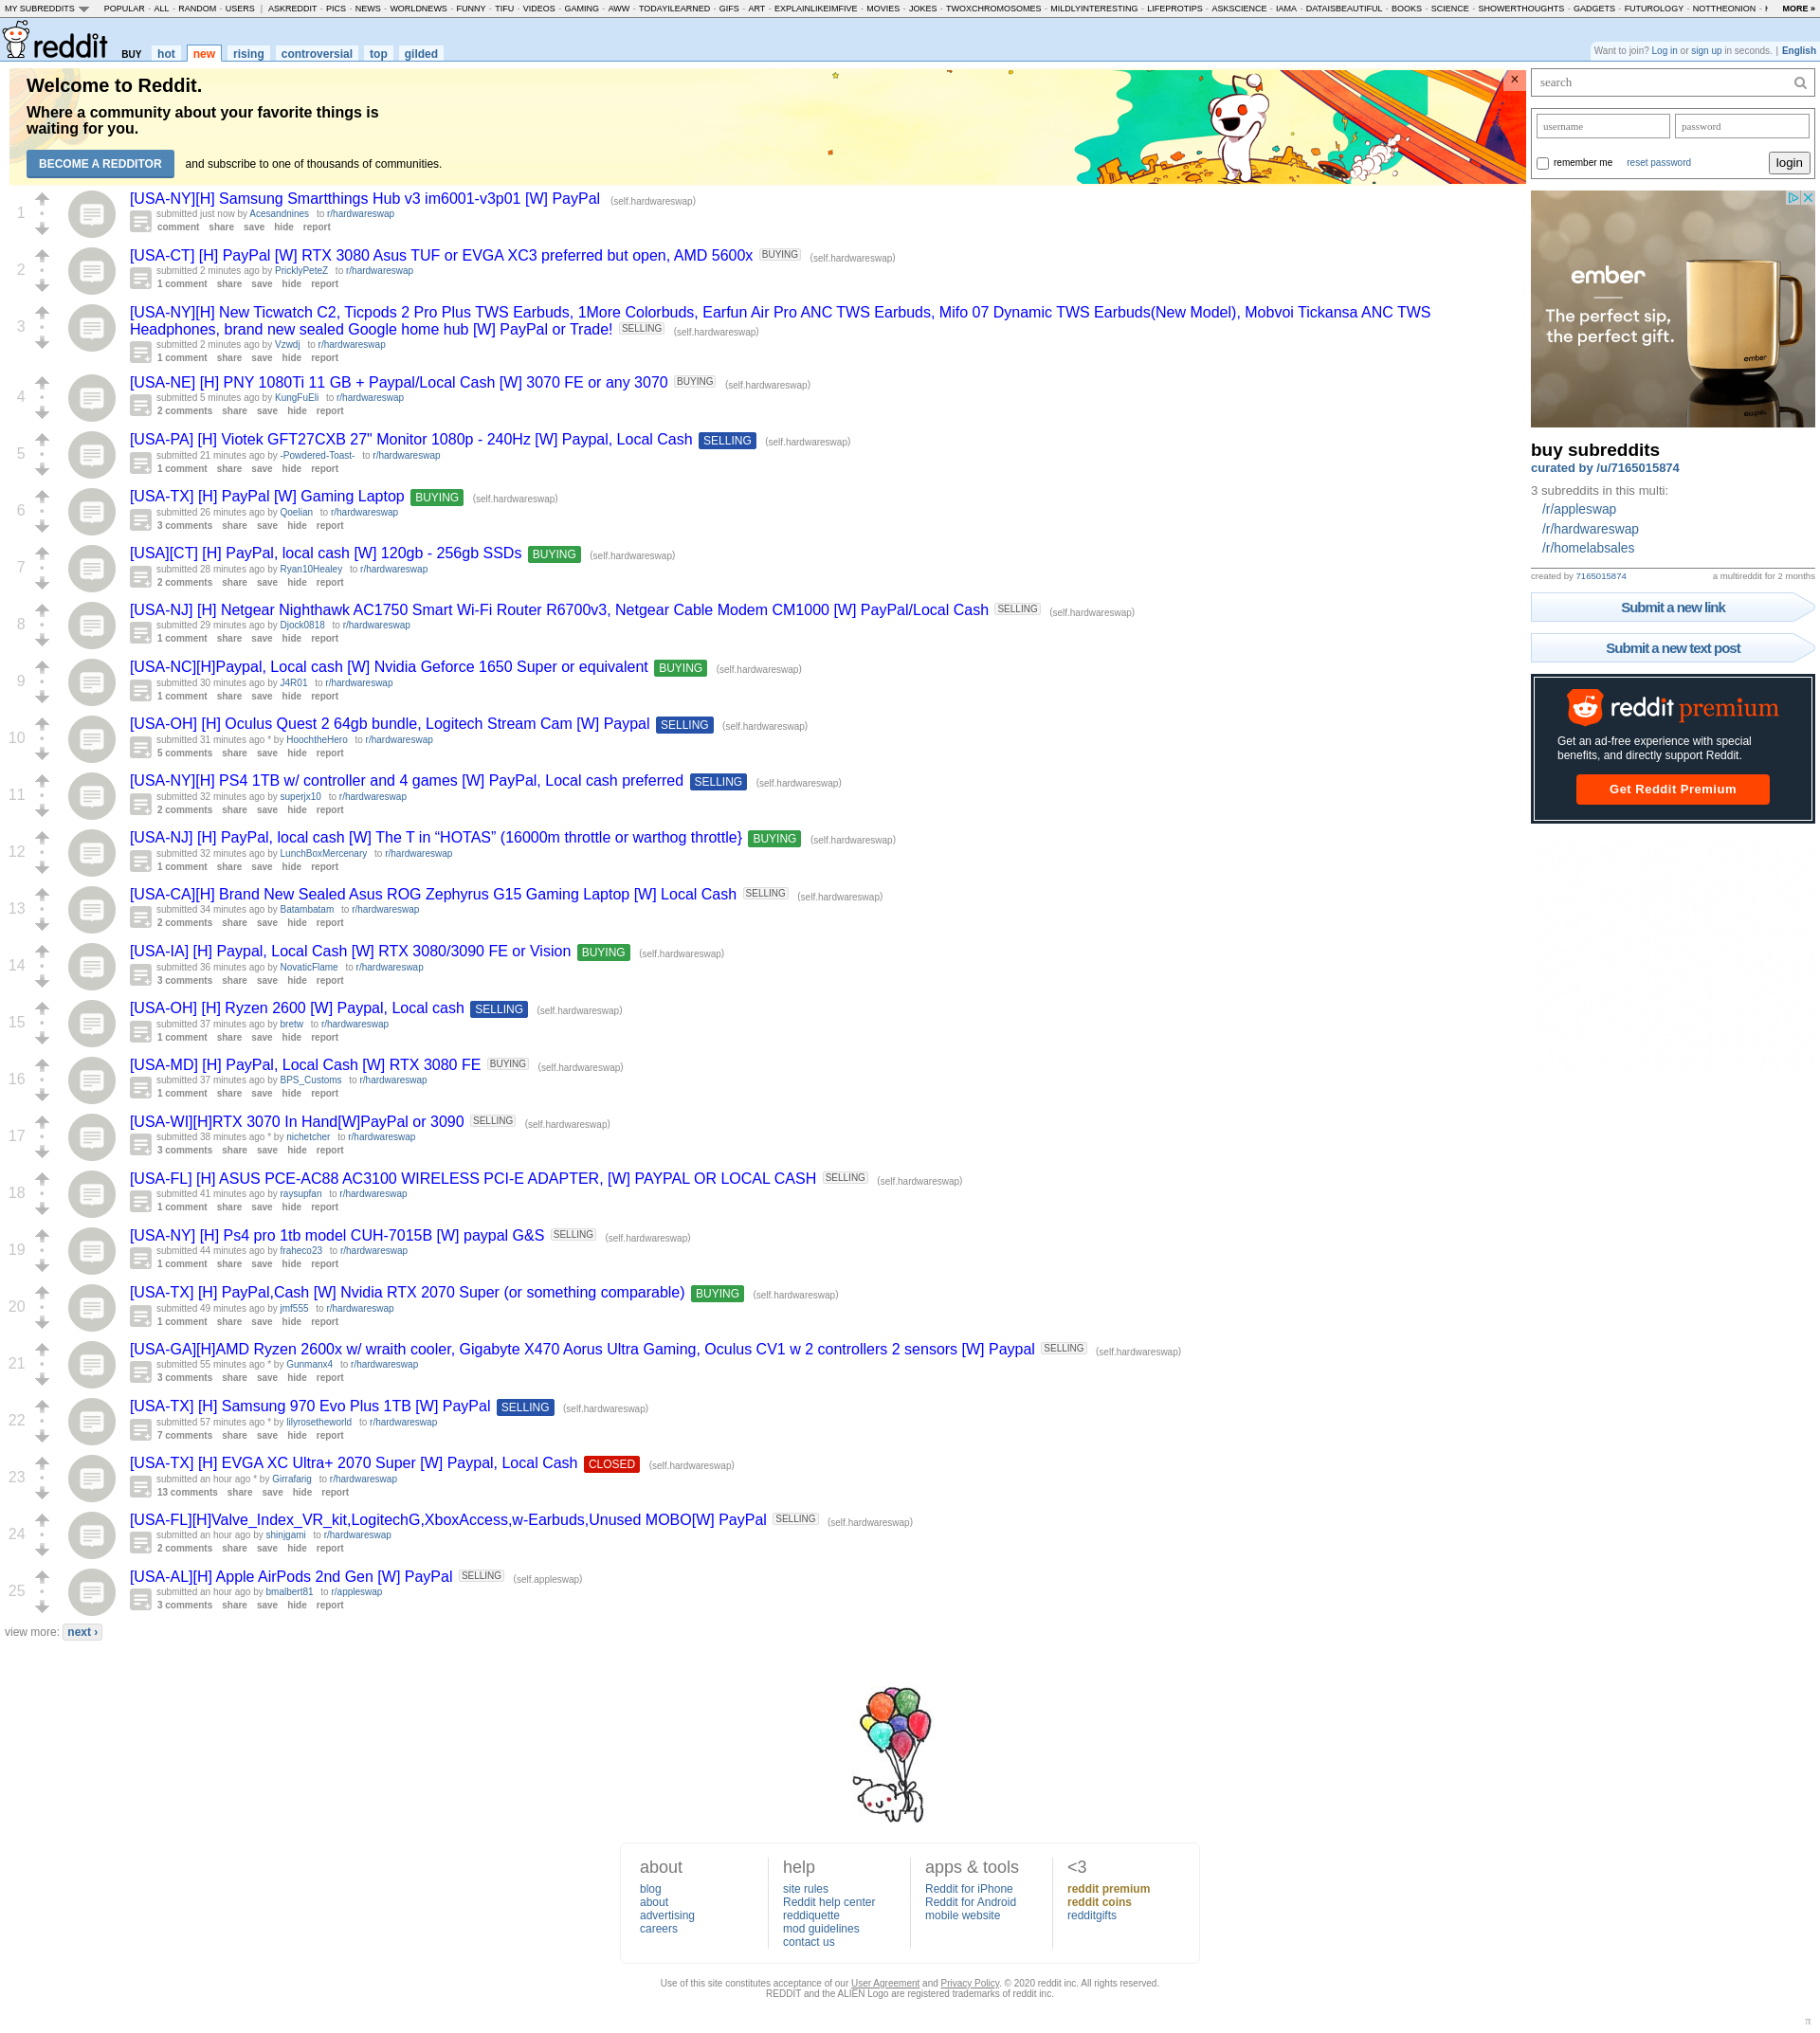 MY SUBREDDITS POPULAR - ALL - RANDOM - USERS | ASKREDDIT - PICS - NEWS - WORLDNEWS - FUNNY - TIFU - VIDEOS - GAMING - AWW - TODAYILEARNED - GIFS - ART - EXPLAINLIKEIMFIVE - MOVIES - JOKES - TWOXCHROMOSOMES - MILDLYINTERESTING - LIFEPROTIPS - ASKSCIENCE - IAMA - DATAISBEAUTIFUL - BOOKS - SCIENCE - SHOWERTHOUGHTS - GADGETS - FUTUROLOGY - NOTTHEONION - MORE »
reddit BUY hot new rising controversial top gilded
Want to join? Log in or sign up in seconds. | English
Welcome to Reddit.
Where a community about your favorite things is
waiting for you.
BECOME A REDDITOR and subscribe to one of thousands of communities.
×
1
[USA-NY][H] Samsung Smartthings Hub v3 im6001-v3p01 [W] PayPal (self.hardwareswap)
submitted just now by Acesandnines to r/hardwareswap
comment share save hide report
2
[USA-CT] [H] PayPal [W] RTX 3080 Asus TUF or EVGA XC3 preferred but open, AMD 5600x BUYING (self.hardwareswap)
submitted 2 minutes ago by PricklyPeteZ to r/hardwareswap
1 comment share save hide report
3
[USA-NY][H] New Ticwatch C2, Ticpods 2 Pro Plus TWS Earbuds, 1More Colorbuds, Earfun Air Pro ANC TWS Earbuds, Mifo 07 Dynamic TWS Earbuds(New Model), Mobvoi Tickansa ANC TWS
Headphones, brand new sealed Google home hub [W] PayPal or Trade! SELLING (self.hardwareswap)
submitted 2 minutes ago by Vzwdj to r/hardwareswap
1 comment share save hide report
4
[USA-NE] [H] PNY 1080Ti 11 GB + Paypal/Local Cash [W] 3070 FE or any 3070 BUYING (self.hardwareswap)
submitted 5 minutes ago by KungFuEli to r/hardwareswap
2 comments share save hide report
5
[USA-PA] [H] Viotek GFT27CXB 27" Monitor 1080p - 240Hz [W] Paypal, Local Cash SELLING (self.hardwareswap)
submitted 21 minutes ago by -Powdered-Toast- to r/hardwareswap
1 comment share save hide report
6
[USA-TX] [H] PayPal [W] Gaming Laptop BUYING (self.hardwareswap)
submitted 26 minutes ago by Qoelian to r/hardwareswap
3 comments share save hide report
7
[USA][CT] [H] PayPal, local cash [W] 120gb - 256gb SSDs BUYING (self.hardwareswap)
submitted 28 minutes ago by Ryan10Healey to r/hardwareswap
2 comments share save hide report
8
[USA-NJ] [H] Netgear Nighthawk AC1750 Smart Wi-Fi Router R6700v3, Netgear Cable Modem CM1000 [W] PayPal/Local Cash SELLING (self.hardwareswap)
submitted 29 minutes ago by Djock0818 to r/hardwareswap
1 comment share save hide report
9
[USA-NC][H]Paypal, Local cash [W] Nvidia Geforce 1650 Super or equivalent BUYING (self.hardwareswap)
submitted 30 minutes ago by J4R01 to r/hardwareswap
1 comment share save hide report
10
[USA-OH] [H] Oculus Quest 2 64gb bundle, Logitech Stream Cam [W] Paypal SELLING (self.hardwareswap)
submitted 31 minutes ago * by HoochtheHero to r/hardwareswap
5 comments share save hide report
11
[USA-NY][H] PS4 1TB w/ controller and 4 games [W] PayPal, Local cash preferred SELLING (self.hardwareswap)
submitted 32 minutes ago by superjx10 to r/hardwareswap
2 comments share save hide report
12
[USA-NJ] [H] PayPal, local cash [W] The T in “HOTAS” (16000m throttle or warthog throttle} BUYING (self.hardwareswap)
submitted 32 minutes ago by LunchBoxMercenary to r/hardwareswap
1 comment share save hide report
13
[USA-CA][H] Brand New Sealed Asus ROG Zephyrus G15 Gaming Laptop [W] Local Cash SELLING (self.hardwareswap)
submitted 34 minutes ago by Batambatam to r/hardwareswap
2 comments share save hide report
14
[USA-IA] [H] Paypal, Local Cash [W] RTX 3080/3090 FE or Vision BUYING (self.hardwareswap)
submitted 36 minutes ago by NovaticFlame to r/hardwareswap
3 comments share save hide report
15
[USA-OH] [H] Ryzen 2600 [W] Paypal, Local cash SELLING (self.hardwareswap)
submitted 37 minutes ago by bretw to r/hardwareswap
1 comment share save hide report
16
[USA-MD] [H] PayPal, Local Cash [W] RTX 3080 FE BUYING (self.hardwareswap)
submitted 37 minutes ago by BPS_Customs to r/hardwareswap
1 comment share save hide report
17
[USA-WI][H]RTX 3070 In Hand[W]PayPal or 3090 SELLING (self.hardwareswap)
submitted 38 minutes ago * by nichetcher to r/hardwareswap
3 comments share save hide report
18
[USA-FL] [H] ASUS PCE-AC88 AC3100 WIRELESS PCI-E ADAPTER, [W] PAYPAL OR LOCAL CASH SELLING (self.hardwareswap)
submitted 41 minutes ago by raysupfan to r/hardwareswap
1 comment share save hide report
19
[USA-NY] [H] Ps4 pro 1tb model CUH-7015B [W] paypal G&S SELLING (self.hardwareswap)
submitted 44 minutes ago by fraheco23 to r/hardwareswap
1 comment share save hide report
20
[USA-TX] [H] PayPal,Cash [W] Nvidia RTX 2070 Super (or something comparable) BUYING (self.hardwareswap)
submitted 49 minutes ago by jmf555 to r/hardwareswap
1 comment share save hide report
21
[USA-GA][H]AMD Ryzen 2600x w/ wraith cooler, Gigabyte X470 Aorus Ultra Gaming, Oculus CV1 w 2 controllers 2 sensors [W] Paypal SELLING (self.hardwareswap)
submitted 55 minutes ago * by Gunmanx4 to r/hardwareswap
3 comments share save hide report
22
[USA-TX] [H] Samsung 970 Evo Plus 1TB [W] PayPal SELLING (self.hardwareswap)
submitted 57 minutes ago * by lilyrosetheworld to r/hardwareswap
7 comments share save hide report
23
[USA-TX] [H] EVGA XC Ultra+ 2070 Super [W] Paypal, Local Cash CLOSED (self.hardwareswap)
submitted an hour ago * by Girrafarig to r/hardwareswap
13 comments share save hide report
24
[USA-FL][H]Valve_Index_VR_kit,LogitechG,XboxAccess,w-Earbuds,Unused MOBO[W] PayPal SELLING (self.hardwareswap)
submitted an hour ago by shinjgami to r/hardwareswap
2 comments share save hide report
25
[USA-AL][H] Apple AirPods 2nd Gen [W] PayPal SELLING (self.appleswap)
submitted an hour ago by bmalbert81 to r/appleswap
3 comments share save hide report
view more: next ›
search
username password
remember me reset password login
ember
The perfect sip,
the perfect gift.
ember
buy subreddits
curated by /u/7165015874
3 subreddits in this multi:
/r/appleswap
/r/hardwareswap
/r/homelabsales
created by 7165015874 a multireddit for 2 months
Submit a new link
Submit a new text post
reddit premium
Get an ad-free experience with special
benefits, and directly support Reddit.
Get Reddit Premium
about
blog
about
advertising
careers
help
site rules
Reddit help center
reddiquette
mod guidelines
contact us
apps & tools
Reddit for iPhone
Reddit for Android
mobile website
<3
reddit premium
reddit coins
redditgifts
Use of this site constitutes acceptance of our User Agreement and Privacy Policy. © 2020 reddit inc. All rights reserved.
REDDIT and the ALIEN Logo are registered trademarks of reddit inc.
π